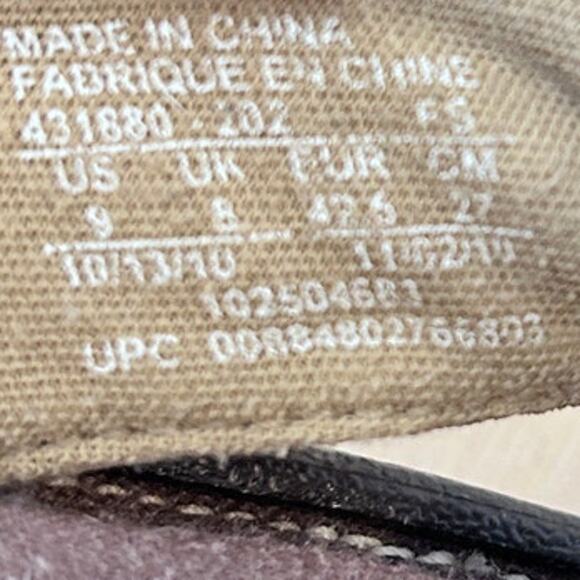 MADE IN CHINA
FABRIQUE EN CHINE
431880 - 202 FS
US UK EUR CM
9 8 42.5 27
10/13/10 11/02/10
102504681
UPC 00884802766803